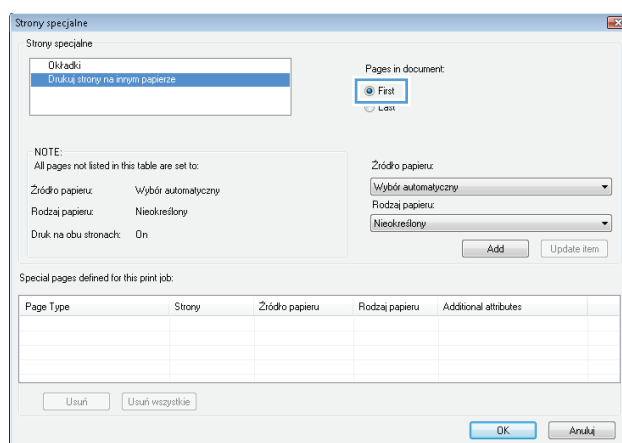 Strony specjalne
Strony specjalne
Okładki
Drukuj strony na innym papierze
Pages in document:
First
Last
NOTE:
All pages not listed in this table are set to:
Źródło papieru: Wybór automatyczny
Rodzaj papieru: Nieokreślony
Druk na obu stronach: On
Źródło papieru:
Wybór automatyczny
Rodzaj papieru:
Nieokreślony
Add Update item
Special pages defined for this print job:
Page Type Strony Źródło papieru Rodzaj papieru Additional attributes
Usuń Usuń wszystkie
OK Anuluj